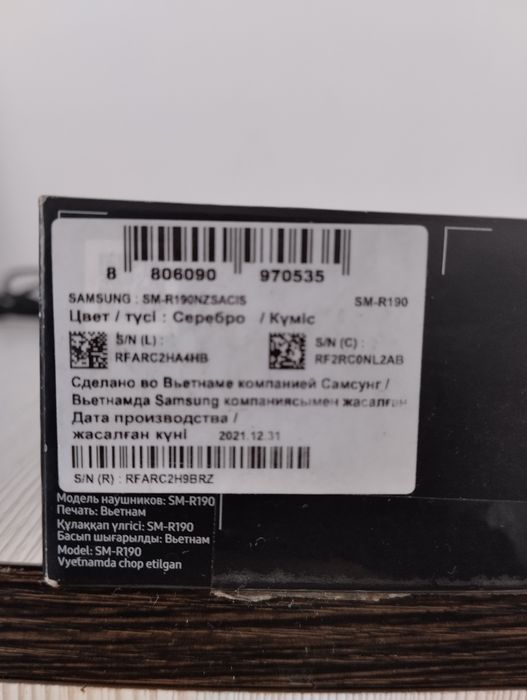 8 806090 970535
SAMSUNG : SM-R190NZSACIS SM-R190
Цвет / түсі : Серебро / Күміс
S/N (L) : S/N (C) :
RFARC2HA4HB RF2RC0NL2AB
Сделано во Вьетнаме компанией Самсунг /
Вьетнамда Samsung компаниясымен жасалған
Дата производства /
жасалған күні 2021.12.31
S/N (R) : RFARC2H9BRZ
Модель наушников: SM-R190
Печать: Вьетнам
Құлаққап үлгісі: SM-R190
Басып шығарылды: Вьетнам
Model: SM-R190
Vyetnamda chop etilgan